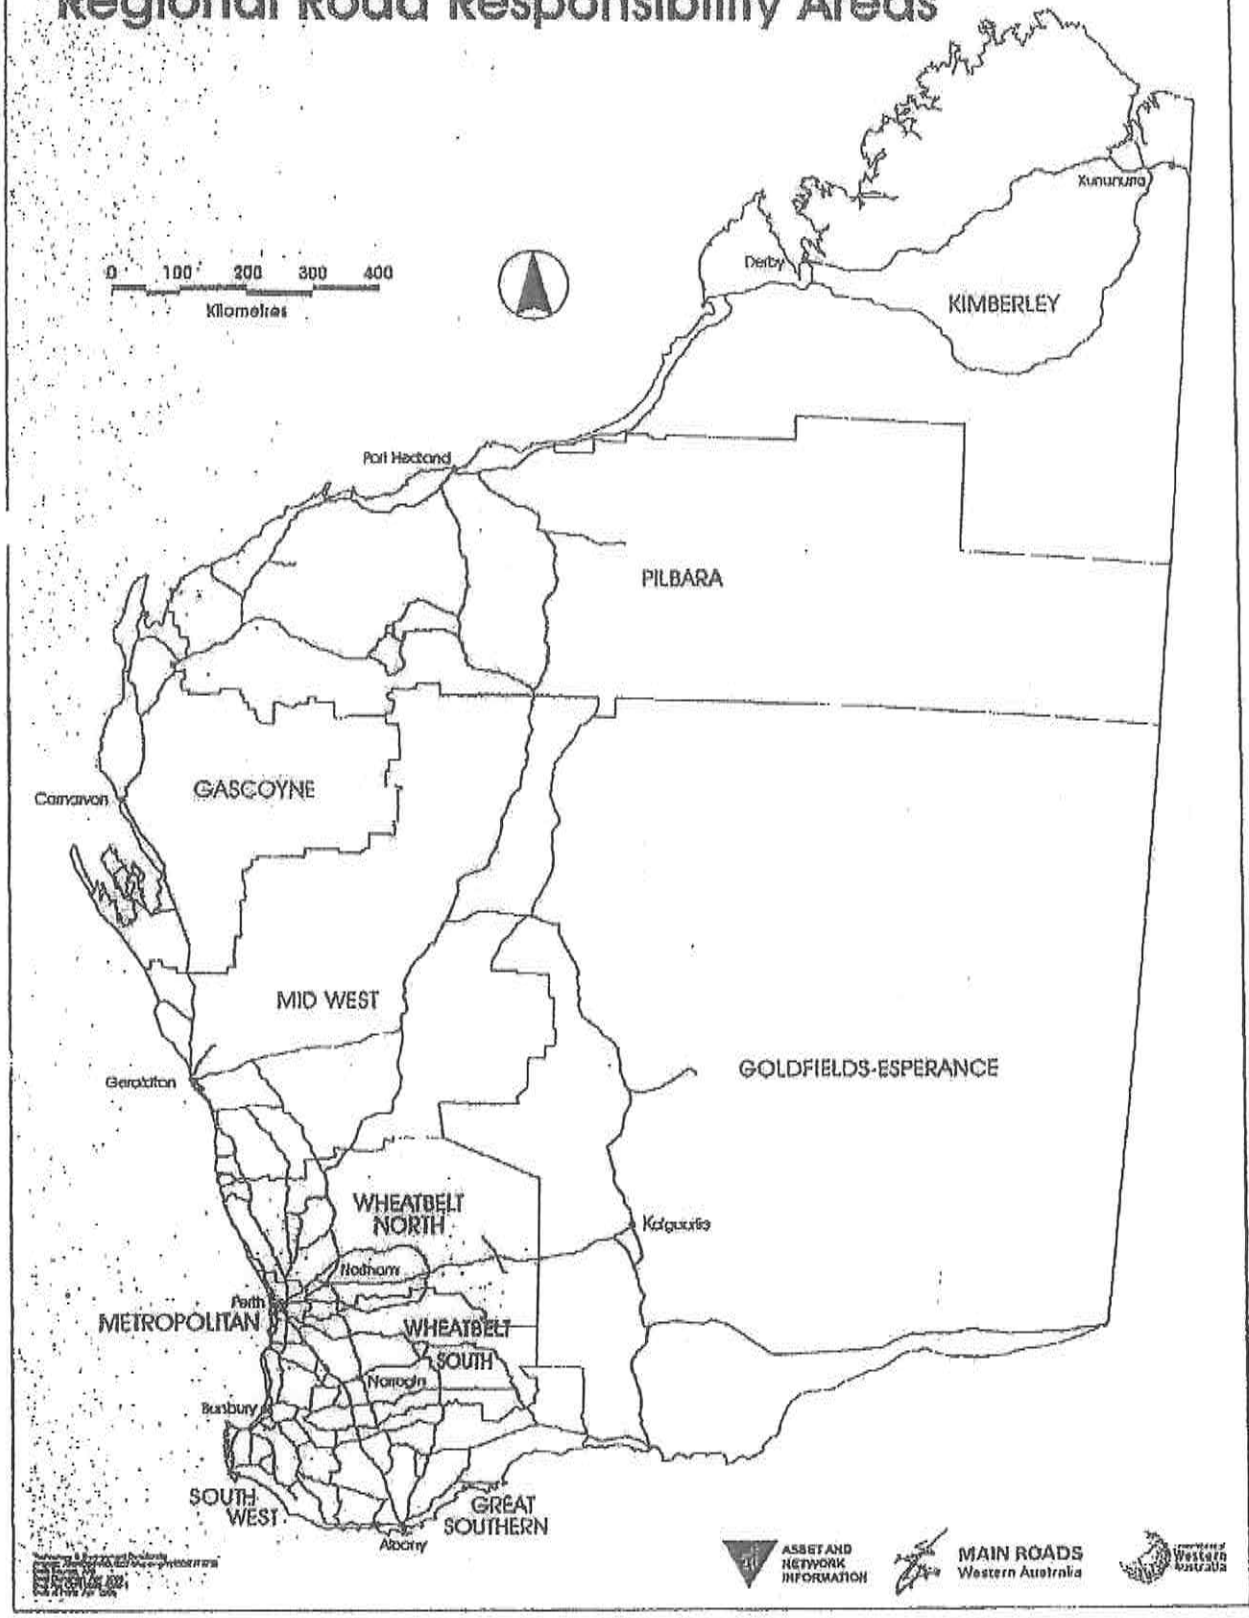 Regional Road Responsibility Areas
Kununurra
Derby
0 100 200 300 400
Kilometres
KIMBERLEY
Port Hedland
PILBARA
GASCOYNE
Carnarvon
MID WEST
GOLDFIELDS-ESPERANCE
Geraldton
WHEATBELT
NORTH
Kalgoorlie
Northam
Perth
METROPOLITAN
WHEATBELT
SOUTH
Narrogin
Bunbury
SOUTH
WEST
GREAT
SOUTHERN
Albany
ASSET AND
NETWORK
INFORMATION
MAIN ROADS
Western Australia
Western
Australia